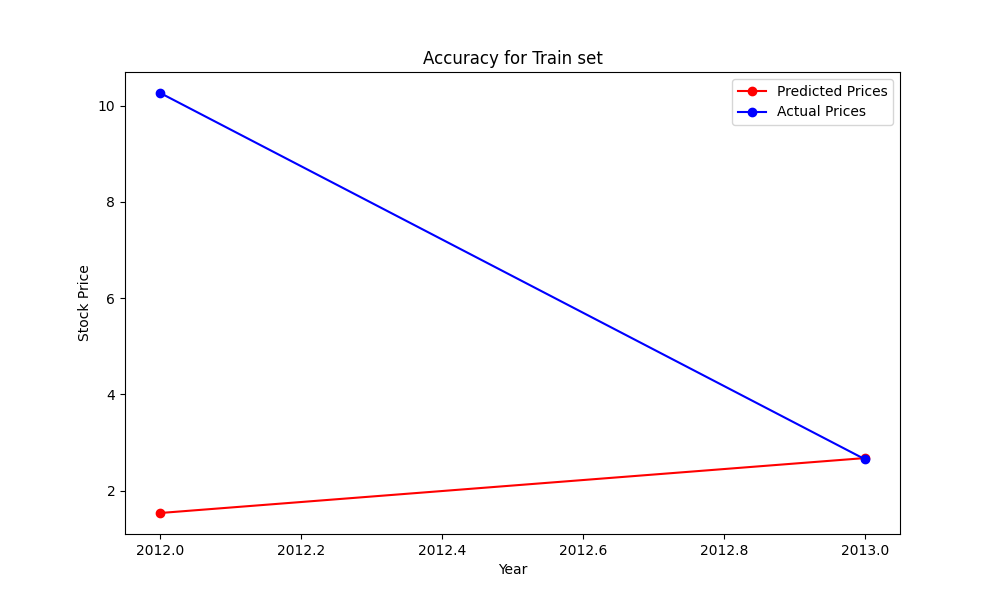 Accuracy for Train set
Predicted Prices
Actual Prices
10
8
6
4
2
Stock Price
2012.0
2012.2
2012.4
2012.6
2012.8
2013.0
Year